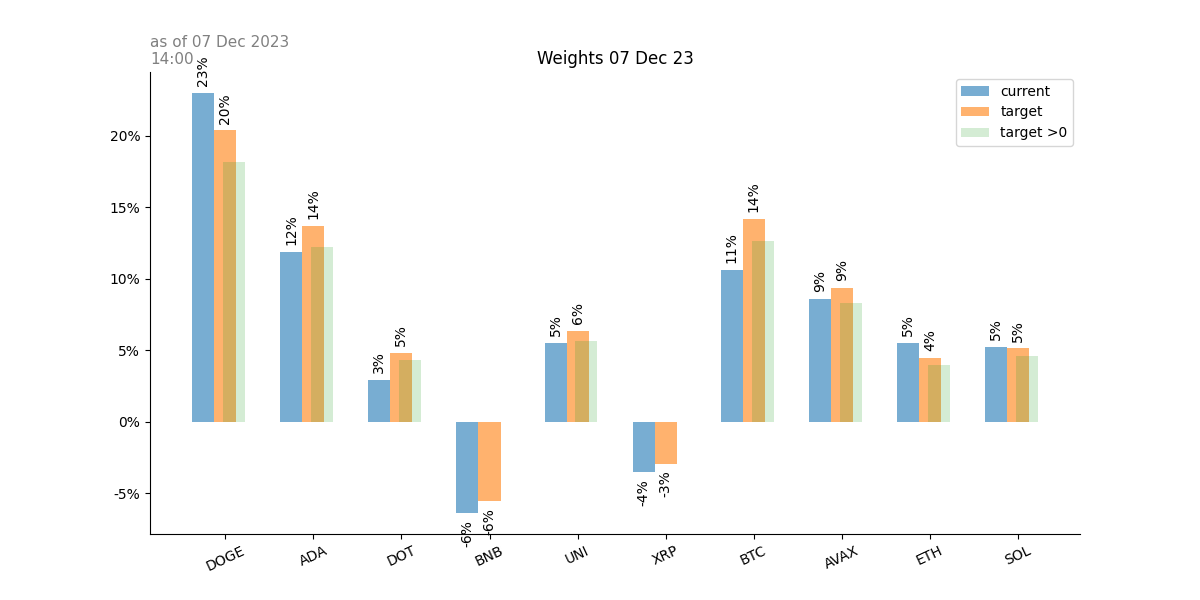 as of 07 Dec 2023
14:00
Weights 07 Dec 23
current
target
target >0
20%
15%
10%
5%
0%
-5%
23%
20%
12%
14%
3%
5%
-6%
-6%
5%
6%
-4%
-3%
11%
14%
9%
9%
5%
4%
5%
5%
DOGE
ADA
DOT
BNB
UNI
XRP
BTC
AVAX
ETH
SOL